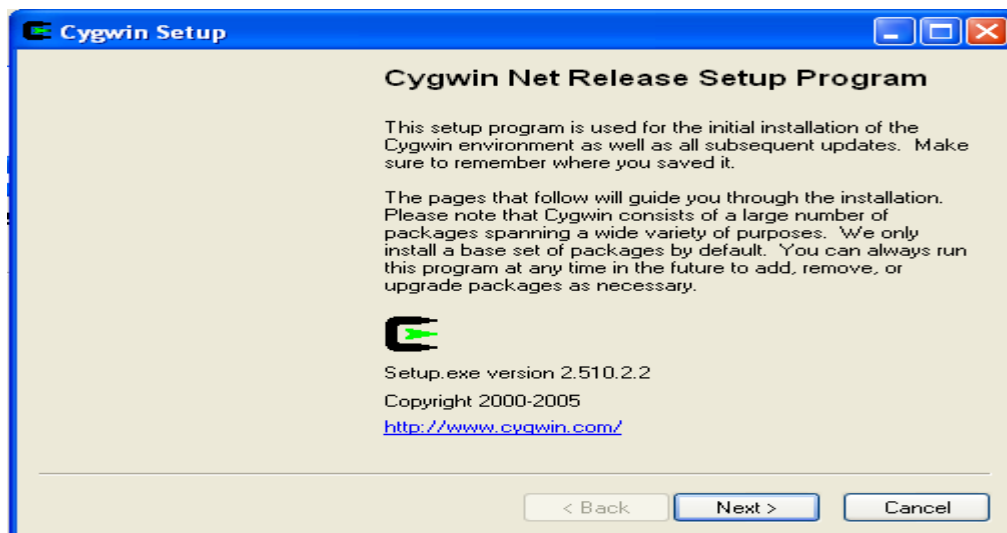 Cygwin Setup
Cygwin Net Release Setup Program
This setup program is used for the initial installation of the
Cygwin environment as well as all subsequent updates.  Make
sure to remember where you saved it.
The pages that follow will guide you through the installation.
Please note that Cygwin consists of a large number of
packages spanning a wide variety of purposes.  We only
install a base set of packages by default.  You can always run
this program at any time in the future to add, remove, or
upgrade packages as necessary.
Setup.exe version 2.510.2.2
Copyright 2000-2005
http://www.cygwin.com/
< Back
Next >
Cancel